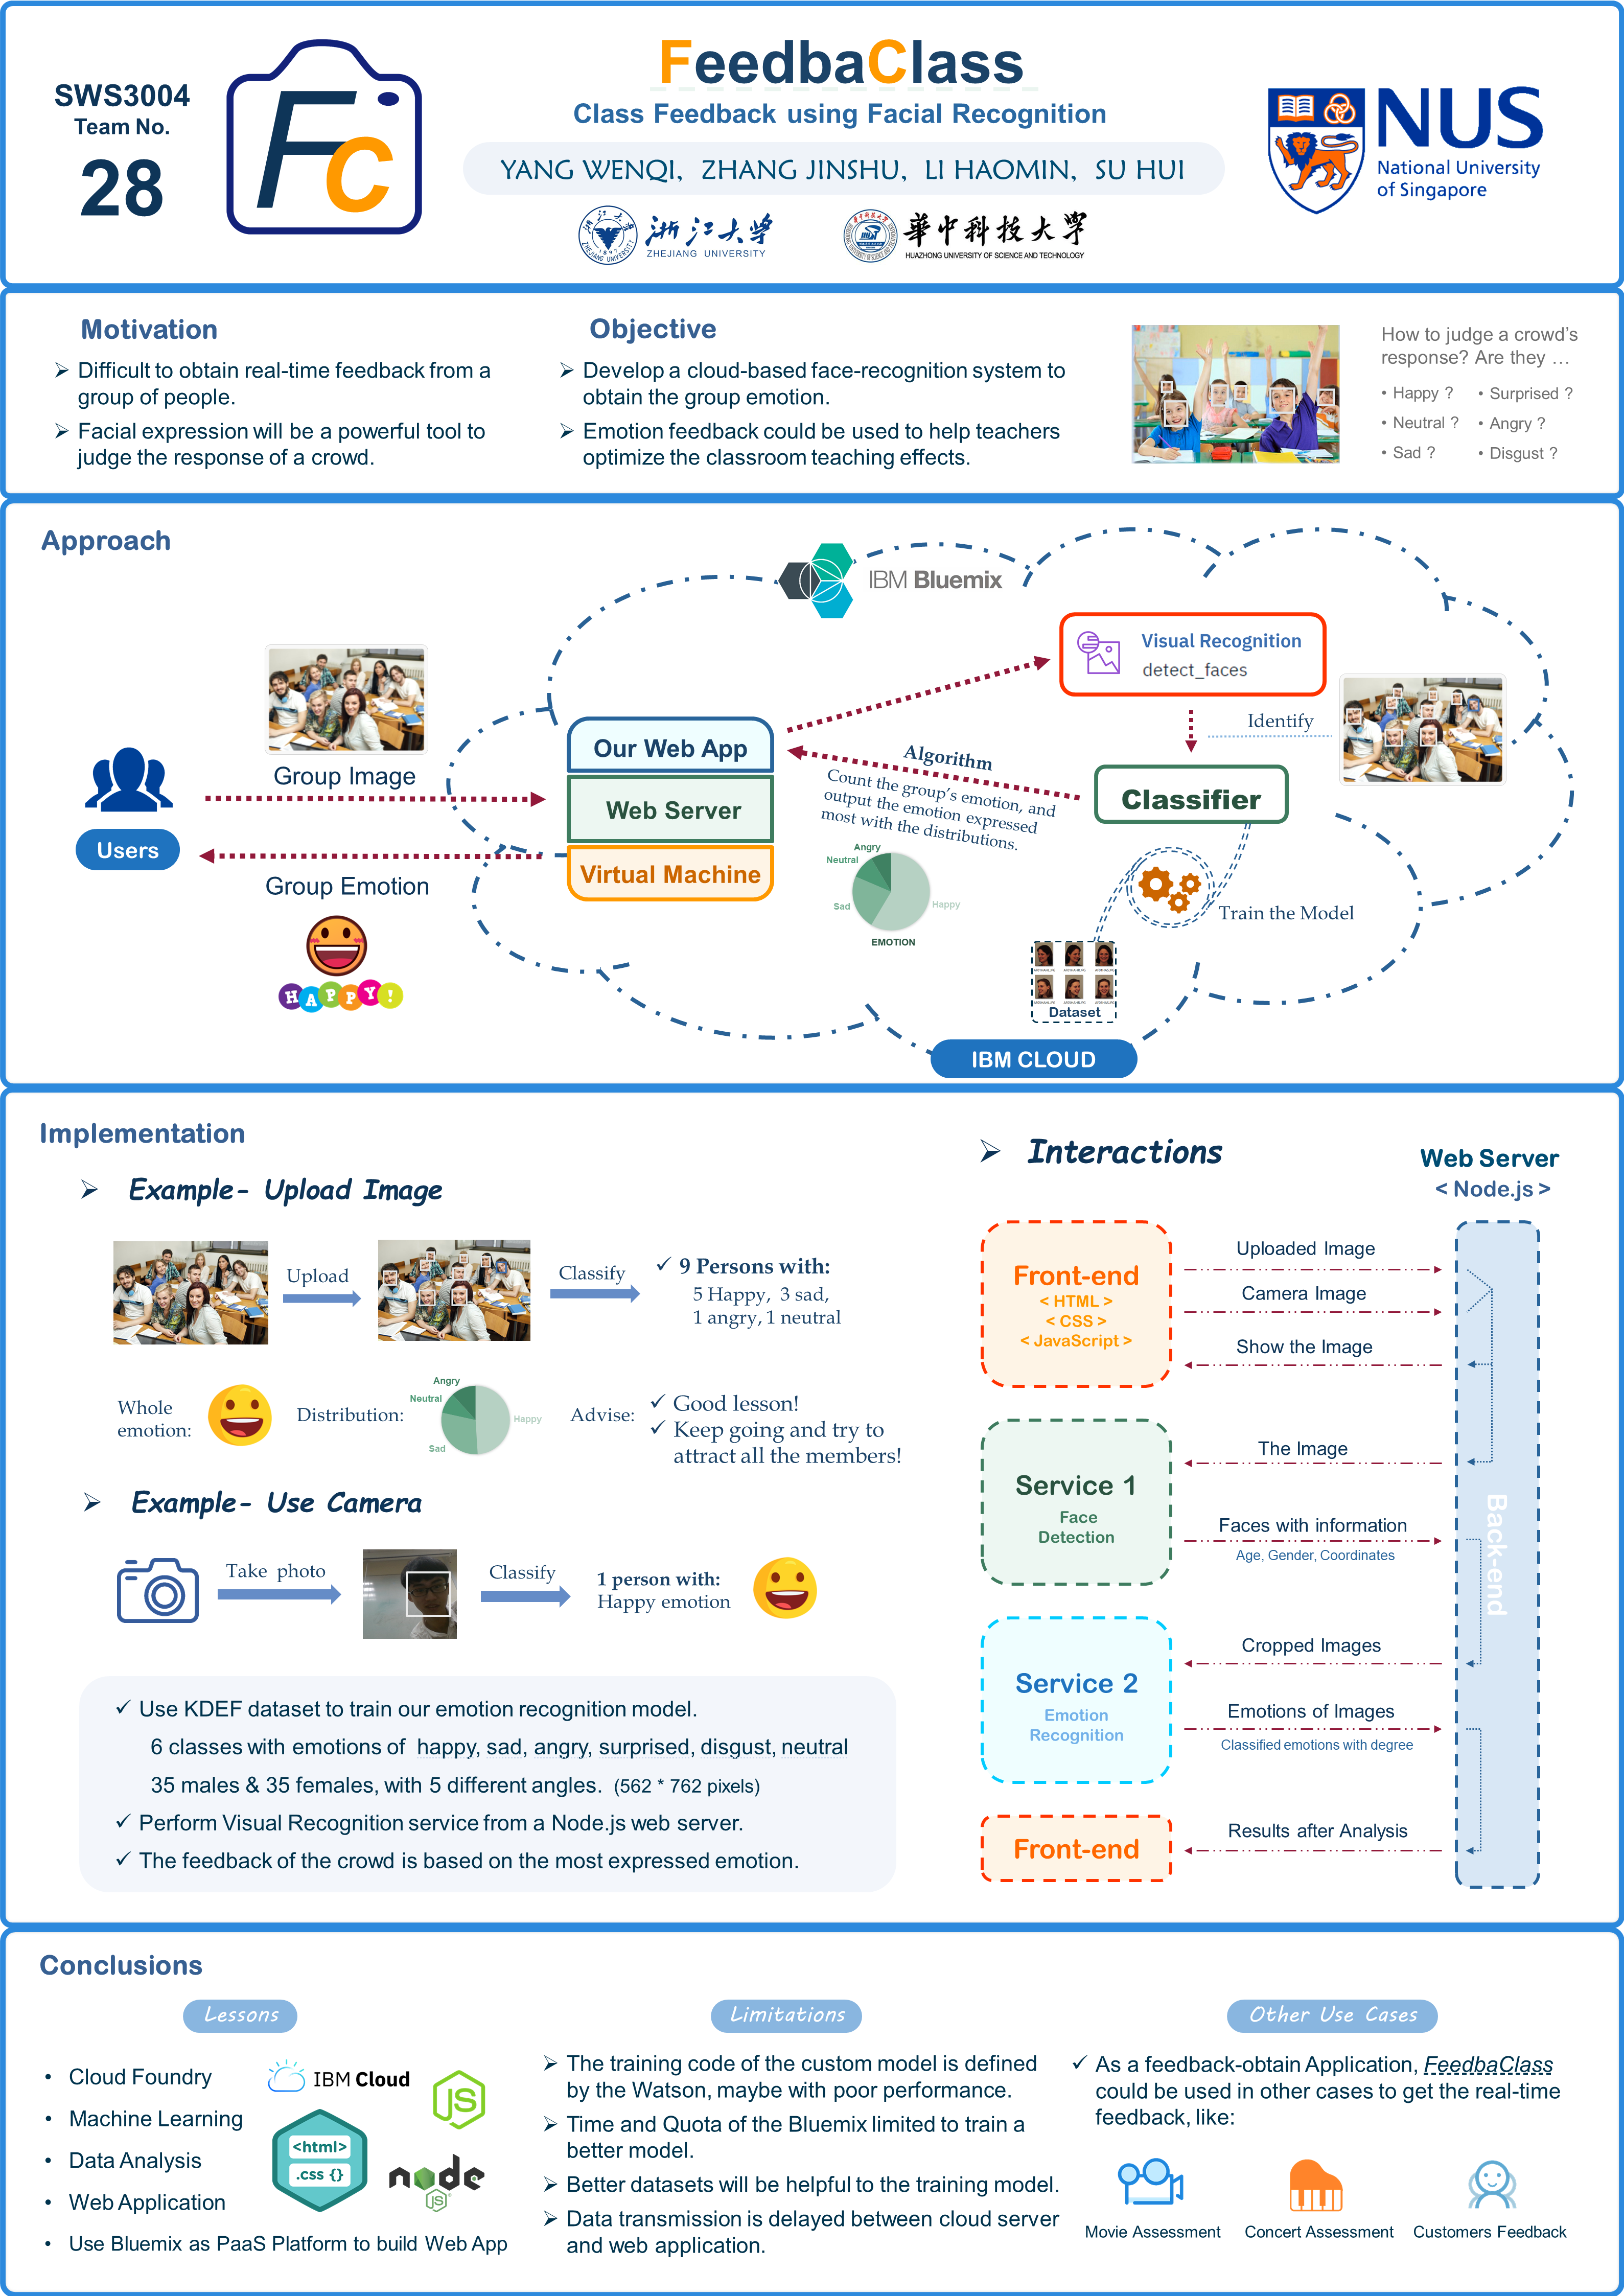 SWS3004
Team No.
28
Fc
FeedbaClass
Class Feedback using Facial Recognition
YANG WENQI, ZHANG JINSHU, LI HAOMIN, SU HUI
浙江大学
ZHEJIANG UNIVERSITY
華中科技大学
HUAZHONG UNIVERSITY OF SCIENCE AND TECHNOLOGY
NUS
National University
of Singapore
Motivation
➢ Difficult to obtain real-time feedback from a
group of people.
➢ Facial expression will be a powerful tool to
judge the response of a crowd.
Objective
➢ Develop a cloud-based face-recognition system to
obtain the group emotion.
➢ Emotion feedback could be used to help teachers
optimize the classroom teaching effects.
How to judge a crowd's
response? Are they …
• Happy ? • Surprised ?
• Neutral ? • Angry ?
• Sad ? • Disgust ?
Approach
IBM Bluemix
Users
Group Image
Group Emotion
HAPPY!
Our Web App
Web Server
Virtual Machine
Visual Recognition
detect_faces
Identify
Classifier
Algorithm
Count the group's emotion, and
output the emotion expressed
most with the distributions.
Angry
Neutral
Sad
Happy
EMOTION
Train the Model
Dataset
IBM CLOUD
Implementation
➢ Example- Upload Image
Upload
Classify
✓ 9 Persons with:
5 Happy, 3 sad,
1 angry, 1 neutral
Whole
emotion:
Distribution:
Angry
Neutral
Happy
Sad
Advise:
✓ Good lesson!
✓ Keep going and try to
attract all the members!
➢ Example- Use Camera
Take photo
Classify
1 person with:
Happy emotion
✓ Use KDEF dataset to train our emotion recognition model.
6 classes with emotions of happy, sad, angry, surprised, disgust, neutral
35 males & 35 females, with 5 different angles. (562 * 762 pixels)
✓ Perform Visual Recognition service from a Node.js web server.
✓ The feedback of the crowd is based on the most expressed emotion.
➢ Interactions
Web Server
< Node.js >
Front-end
< HTML >
< CSS >
< JavaScript >
Uploaded Image
Camera Image
Show the Image
Service 1
Face
Detection
The Image
Faces with information
Age, Gender, Coordinates
Back-end
Service 2
Emotion
Recognition
Cropped Images
Emotions of Images
Classified emotions with degree
Front-end
Results after Analysis
Conclusions
Lessons
• Cloud Foundry
• Machine Learning
• Data Analysis
• Web Application
• Use Bluemix as PaaS Platform to build Web App
IBM Cloud
JS
<html>
.css {}
node
JS
Limitations
➢ The training code of the custom model is defined
by the Watson, maybe with poor performance.
➢ Time and Quota of the Bluemix limited to train a
better model.
➢ Better datasets will be helpful to the training model.
➢ Data transmission is delayed between cloud server
and web application.
Other Use Cases
✓ As a feedback-obtain Application, FeedbaClass
could be used in other cases to get the real-time
feedback, like:
Movie Assessment
Concert Assessment
Customers Feedback